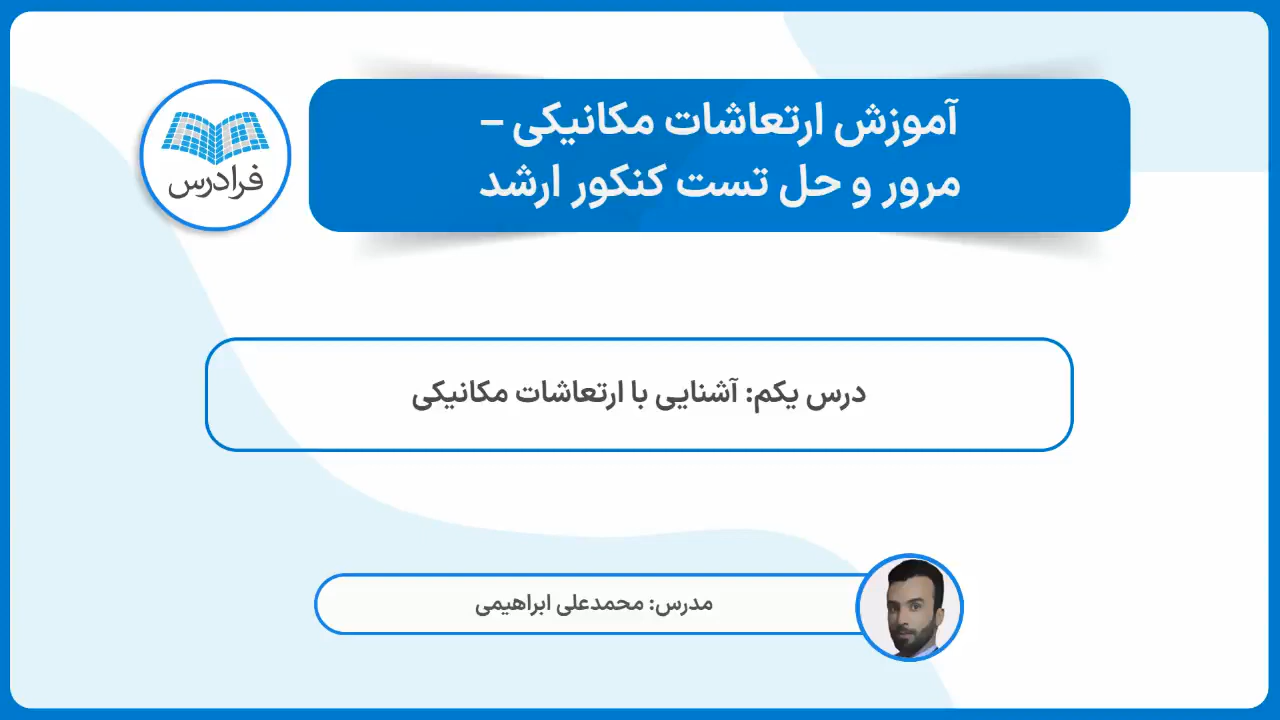 آموزش ارتعاشات مکانیکی –
مرور و حل تست کنکور ارشد
فرادرس
درس یکم: آشنایی با ارتعاشات مکانیکی
مدرس: محمدعلی ابراهیمی